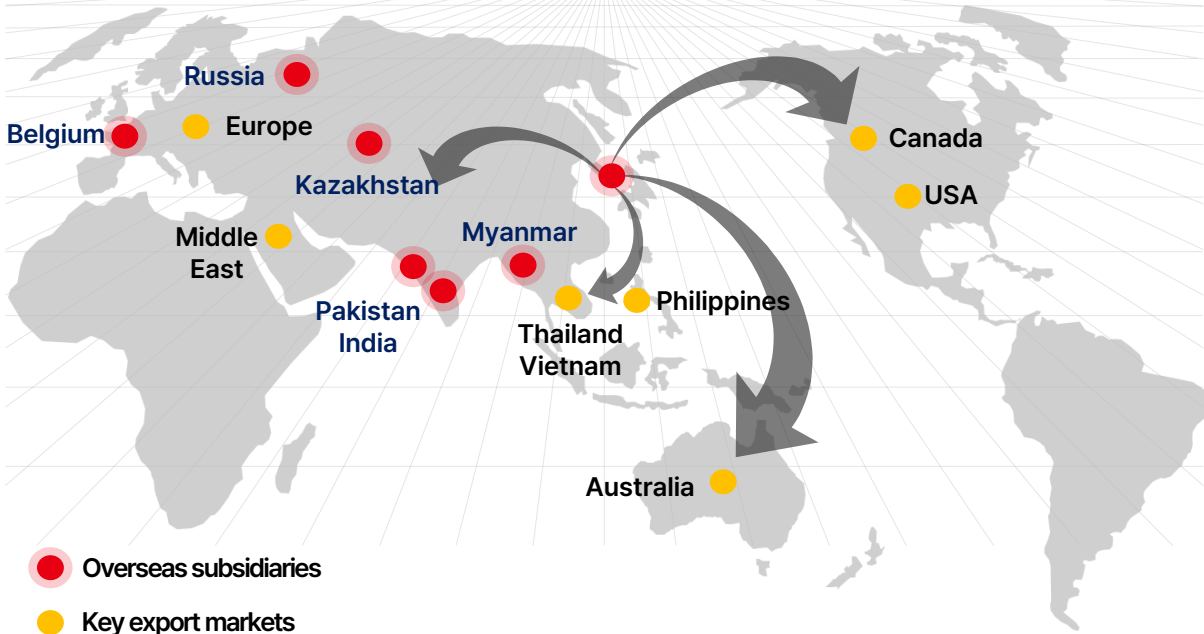 Russia
Belgium
Europe
Canada
Kazakhstan
USA
Middle
East
Myanmar
Pakistan
India
Philippines
Thailand
Vietnam
Australia
Overseas subsidiaries
Key export markets